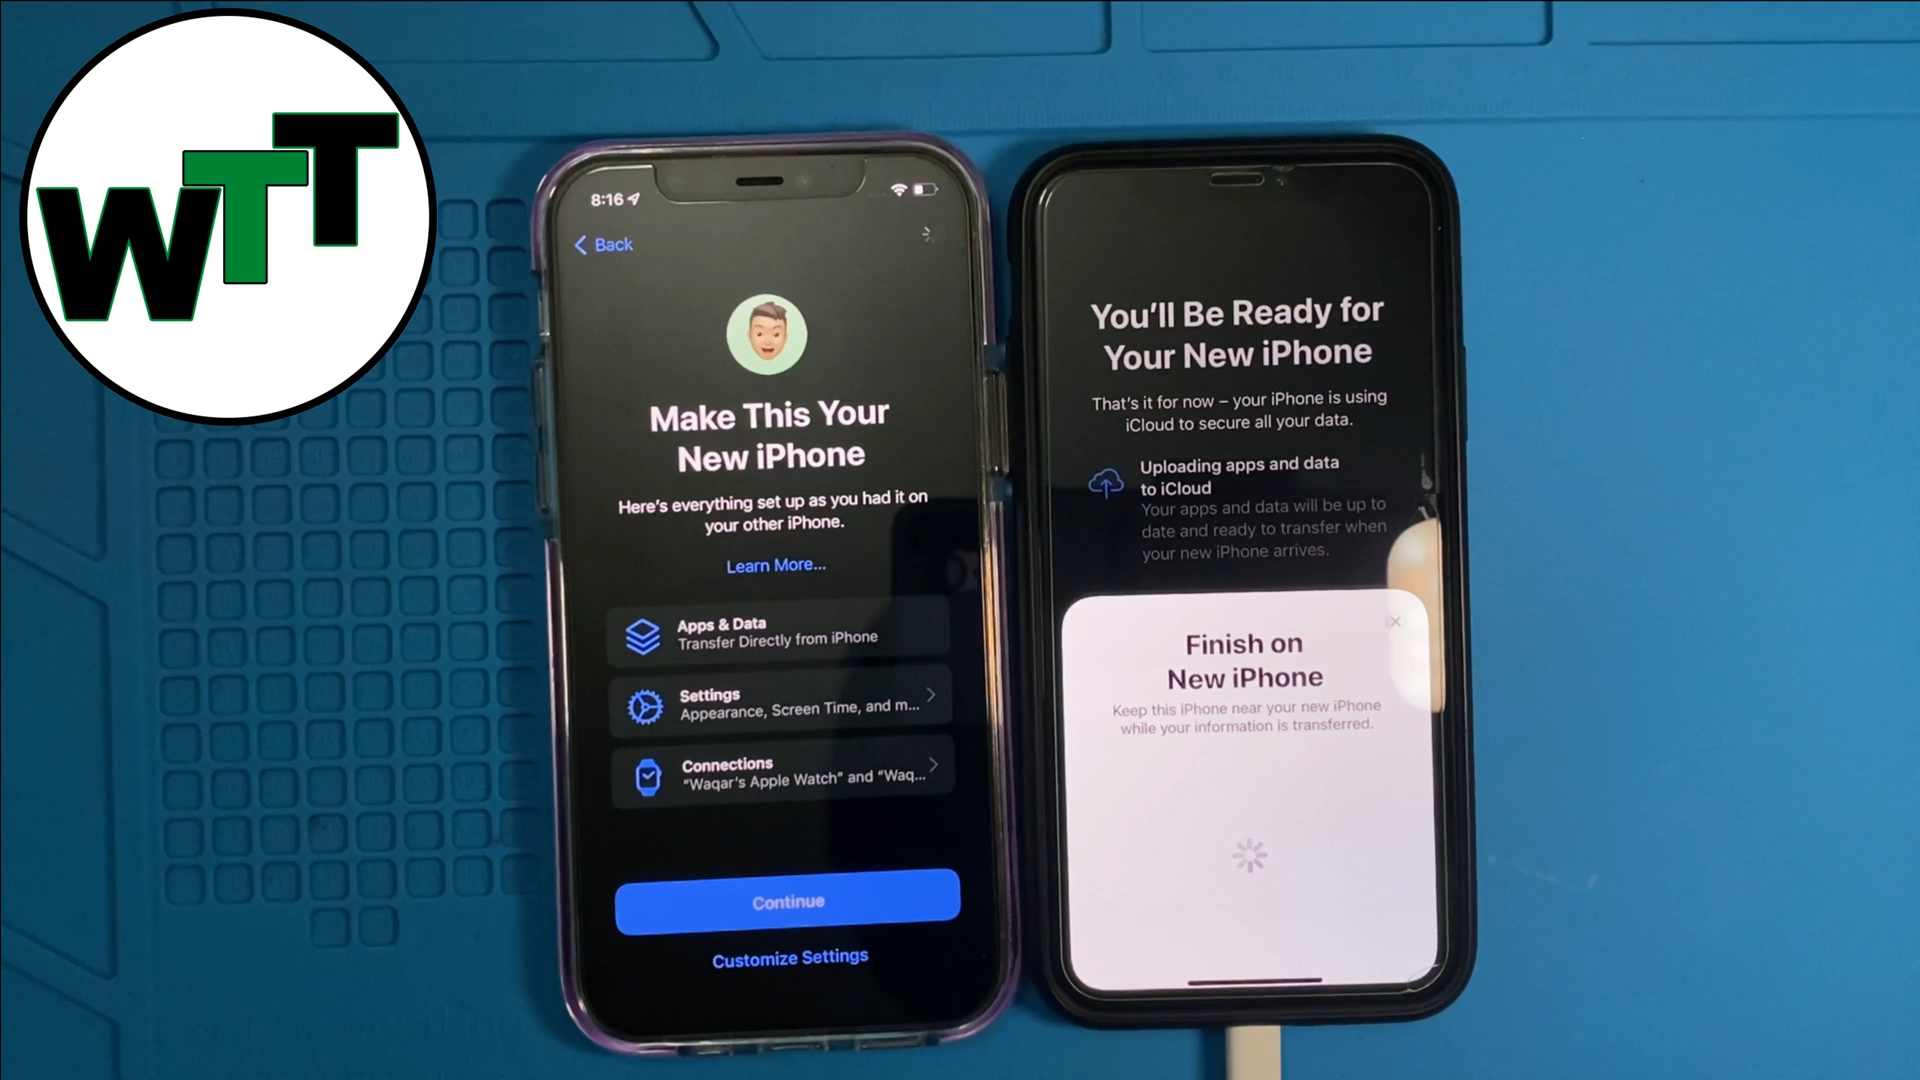 WTT
8:16
Back
Make This Your
New iPhone
Here's everything set up as you had it on
your other iPhone.
Learn More...
Apps & Data
Transfer Directly from iPhone
Settings
Appearance, Screen Time, and m...
Connections
"Waqar's Apple Watch" and "Waq...
Continue
Customize Settings
You'll Be Ready for
Your New iPhone
That's it for now – your iPhone is using
iCloud to secure all your data.
Uploading apps and data
to iCloud
Your apps and data will be up to
date and ready to transfer when
your new iPhone arrives.
Finish on
New iPhone
Keep this iPhone near your new iPhone
while your information is transferred.